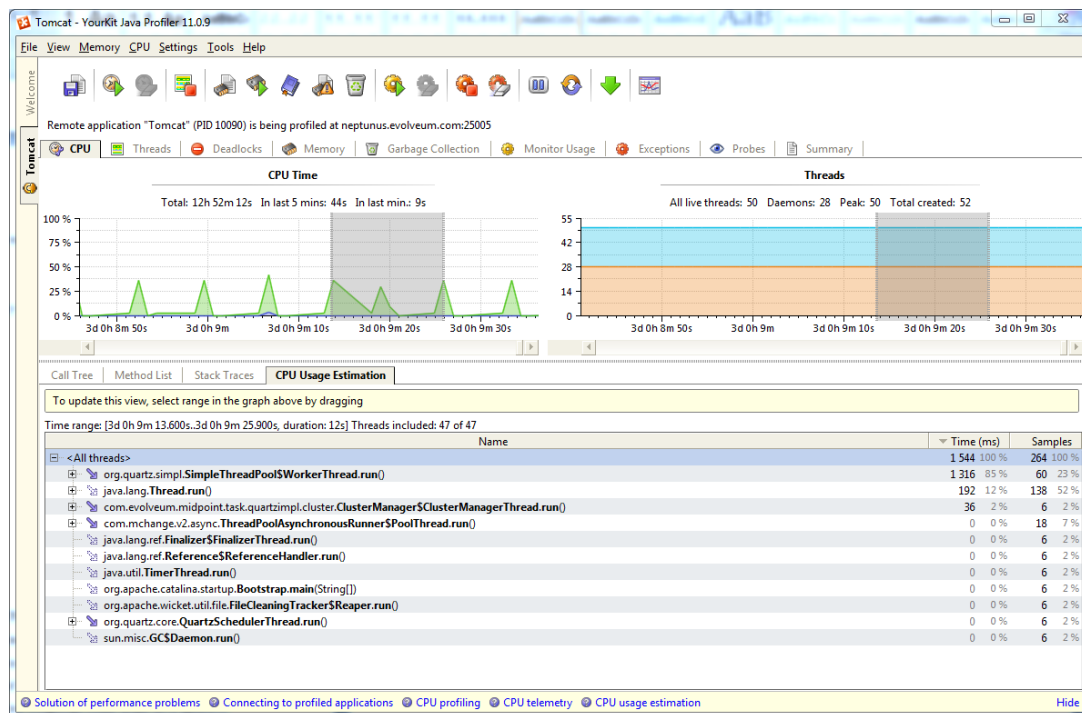 Tomcat - YourKit Java Profiler 11.0.9
File View Memory CPU Settings Tools Help
Welcome
Tomcat
Remote application "Tomcat" (PID 10090) is being profiled at neptunus.evolveum.com:25005
CPU Threads Deadlocks Memory Garbage Collection Monitor Usage Exceptions Probes Summary
CPU Time
Total: 12h 52m 12s In last 5 mins: 44s In last min.: 9s
100 %
75 %
50 %
25 %
0 %
3d 0h 8m 50s 3d 0h 9m 3d 0h 9m 10s 3d 0h 9m 20s 3d 0h 9m 30s
Threads
All live threads: 50 Daemons: 28 Peak: 50 Total created: 52
55
42
28
14
0
3d 0h 8m 50s 3d 0h 9m 3d 0h 9m 10s 3d 0h 9m 20s 3d 0h 9m 30s
Call Tree Method List Stack Traces CPU Usage Estimation
To update this view, select range in the graph above by dragging
Time range: [3d 0h 9m 13.600s..3d 0h 9m 25.900s, duration: 12s] Threads included: 47 of 47
Name Time (ms) Samples
<All threads> 1 544 100 % 264 100 %
org.quartz.simpl.SimpleThreadPool$WorkerThread.run() 1 316 85 % 60 23 %
java.lang.Thread.run() 192 12 % 138 52 %
com.evolveum.midpoint.task.quartzimpl.cluster.ClusterManager$ClusterManagerThread.run() 36 2 % 6 2 %
com.mchange.v2.async.ThreadPoolAsynchronousRunner$PoolThread.run() 0 0 % 18 7 %
java.lang.ref.Finalizer$FinalizerThread.run() 0 0 % 6 2 %
java.lang.ref.Reference$ReferenceHandler.run() 0 0 % 6 2 %
java.util.TimerThread.run() 0 0 % 6 2 %
org.apache.catalina.startup.Bootstrap.main(String[]) 0 0 % 6 2 %
org.apache.wicket.util.file.FileCleaningTracker$Reaper.run() 0 0 % 6 2 %
org.quartz.core.QuartzSchedulerThread.run() 0 0 % 6 2 %
sun.misc.GC$Daemon.run() 0 0 % 6 2 %
Solution of performance problems Connecting to profiled applications CPU profiling CPU telemetry CPU usage estimation Hide